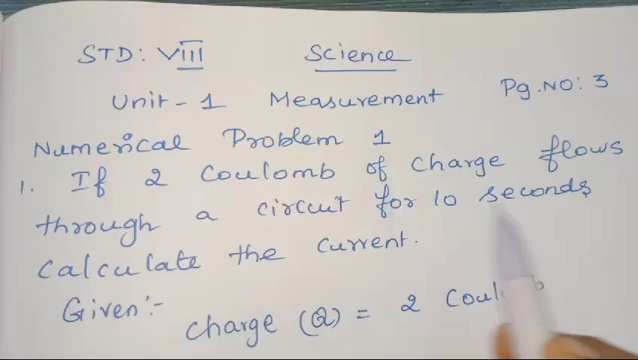 STD: VIII Science
Unit-1 Measurement Pg.NO: 3
Numerical Problem 1
1. If 2 Coulomb of charge flows
through a circuit for 10 seconds
calculate the current.
Given:-
Charge (Q) = 2